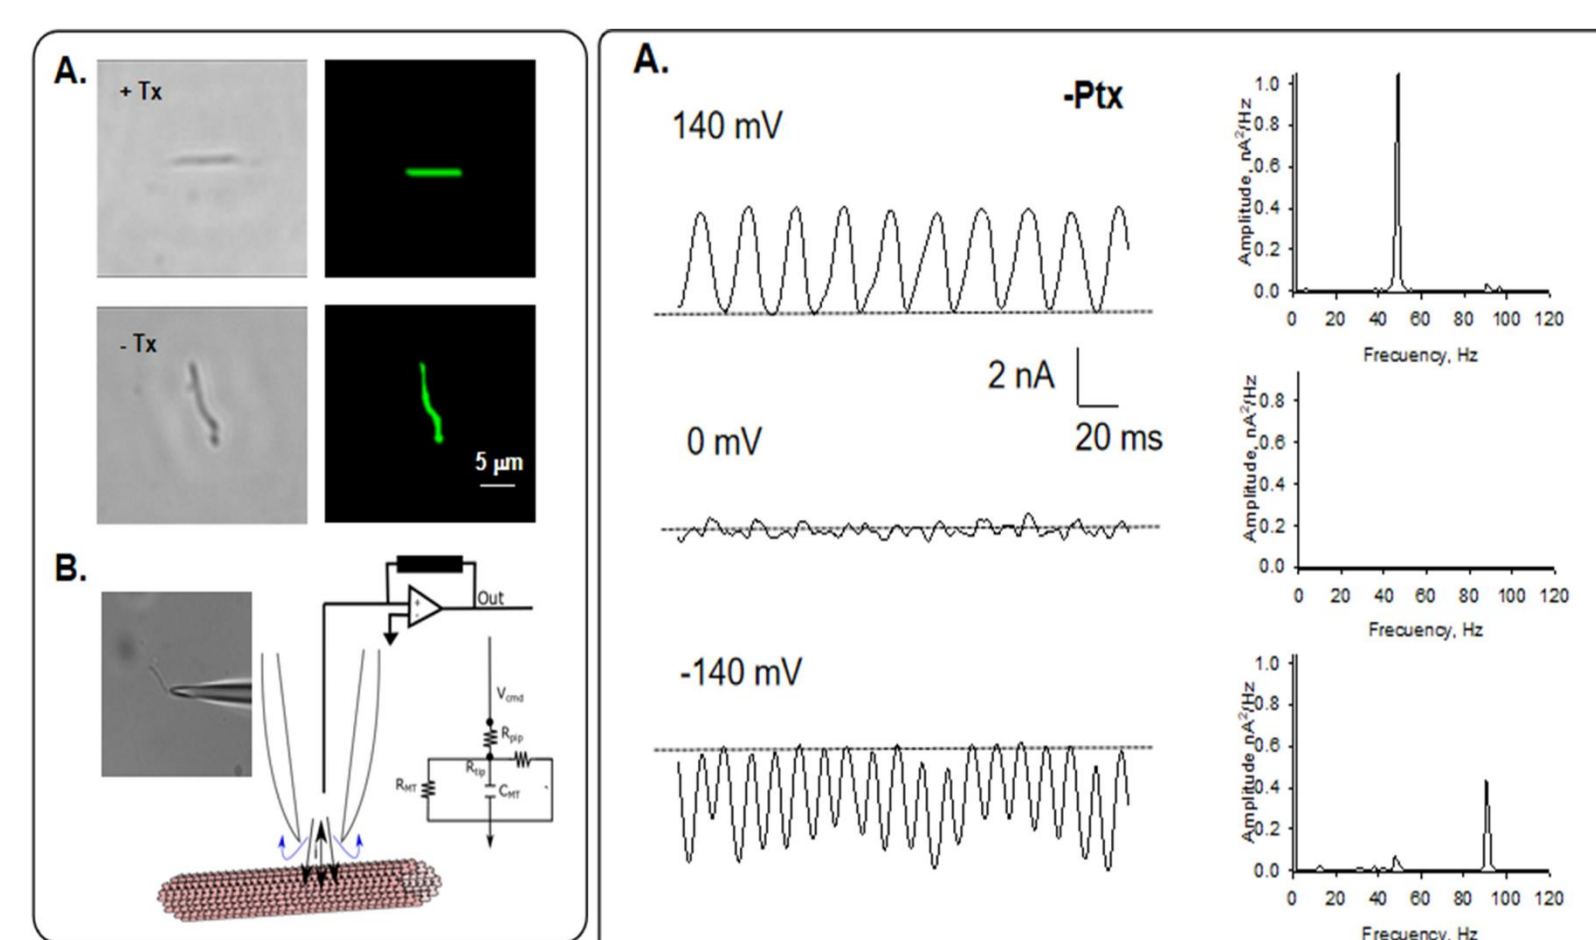 A.
+ Tx
- Tx
5 µm
B.
Out
V_cmd
R_pip
R_tip
R_MT
C_MT
A.
-Ptx
140 mV
2 nA
20 ms
0 mV
-140 mV
Amplitude, nA²/Hz
1.0
0.8
0.6
0.4
0.2
0.0
0 20 40 60 80 100 120
Frecuency, Hz
Amplitude, nA²/Hz
0.8
0.6
0.4
0.2
0.0
0 20 40 60 80 100 120
Frecuency, Hz
Amplitude, nA²/Hz
1.0
0.8
0.6
0.4
0.2
0.0
0 20 40 60 80 100 120
Frecuency, Hz